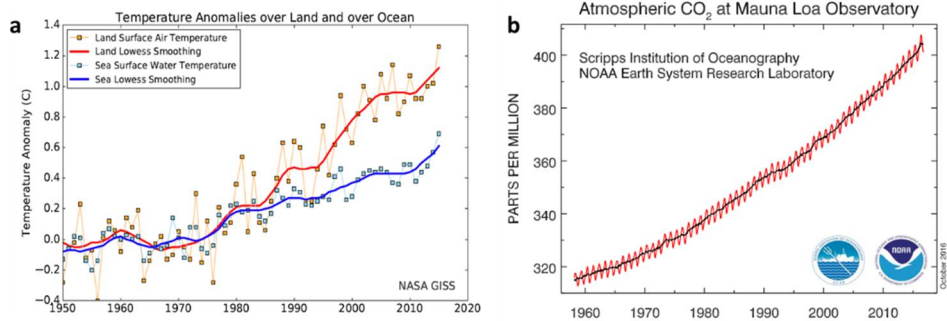 a
Temperature Anomalies over Land and over Ocean
Temperature Anomaly (C)
1.4
1.2
1.0
0.8
0.6
0.4
0.2
0.0
−0.2
−0.4
Land Surface Air Temperature
Land Lowess Smoothing
Sea Surface Water Temperature
Sea Lowess Smoothing
NASA GISS
1950 1960 1970 1980 1990 2000 2010 2020
b
Atmospheric CO2 at Mauna Loa Observatory
Scripps Institution of Oceanography
NOAA Earth System Research Laboratory
PARTS PER MILLION
400
380
360
340
320
1960 1970 1980 1990 2000 2010
NOAA
October 2016